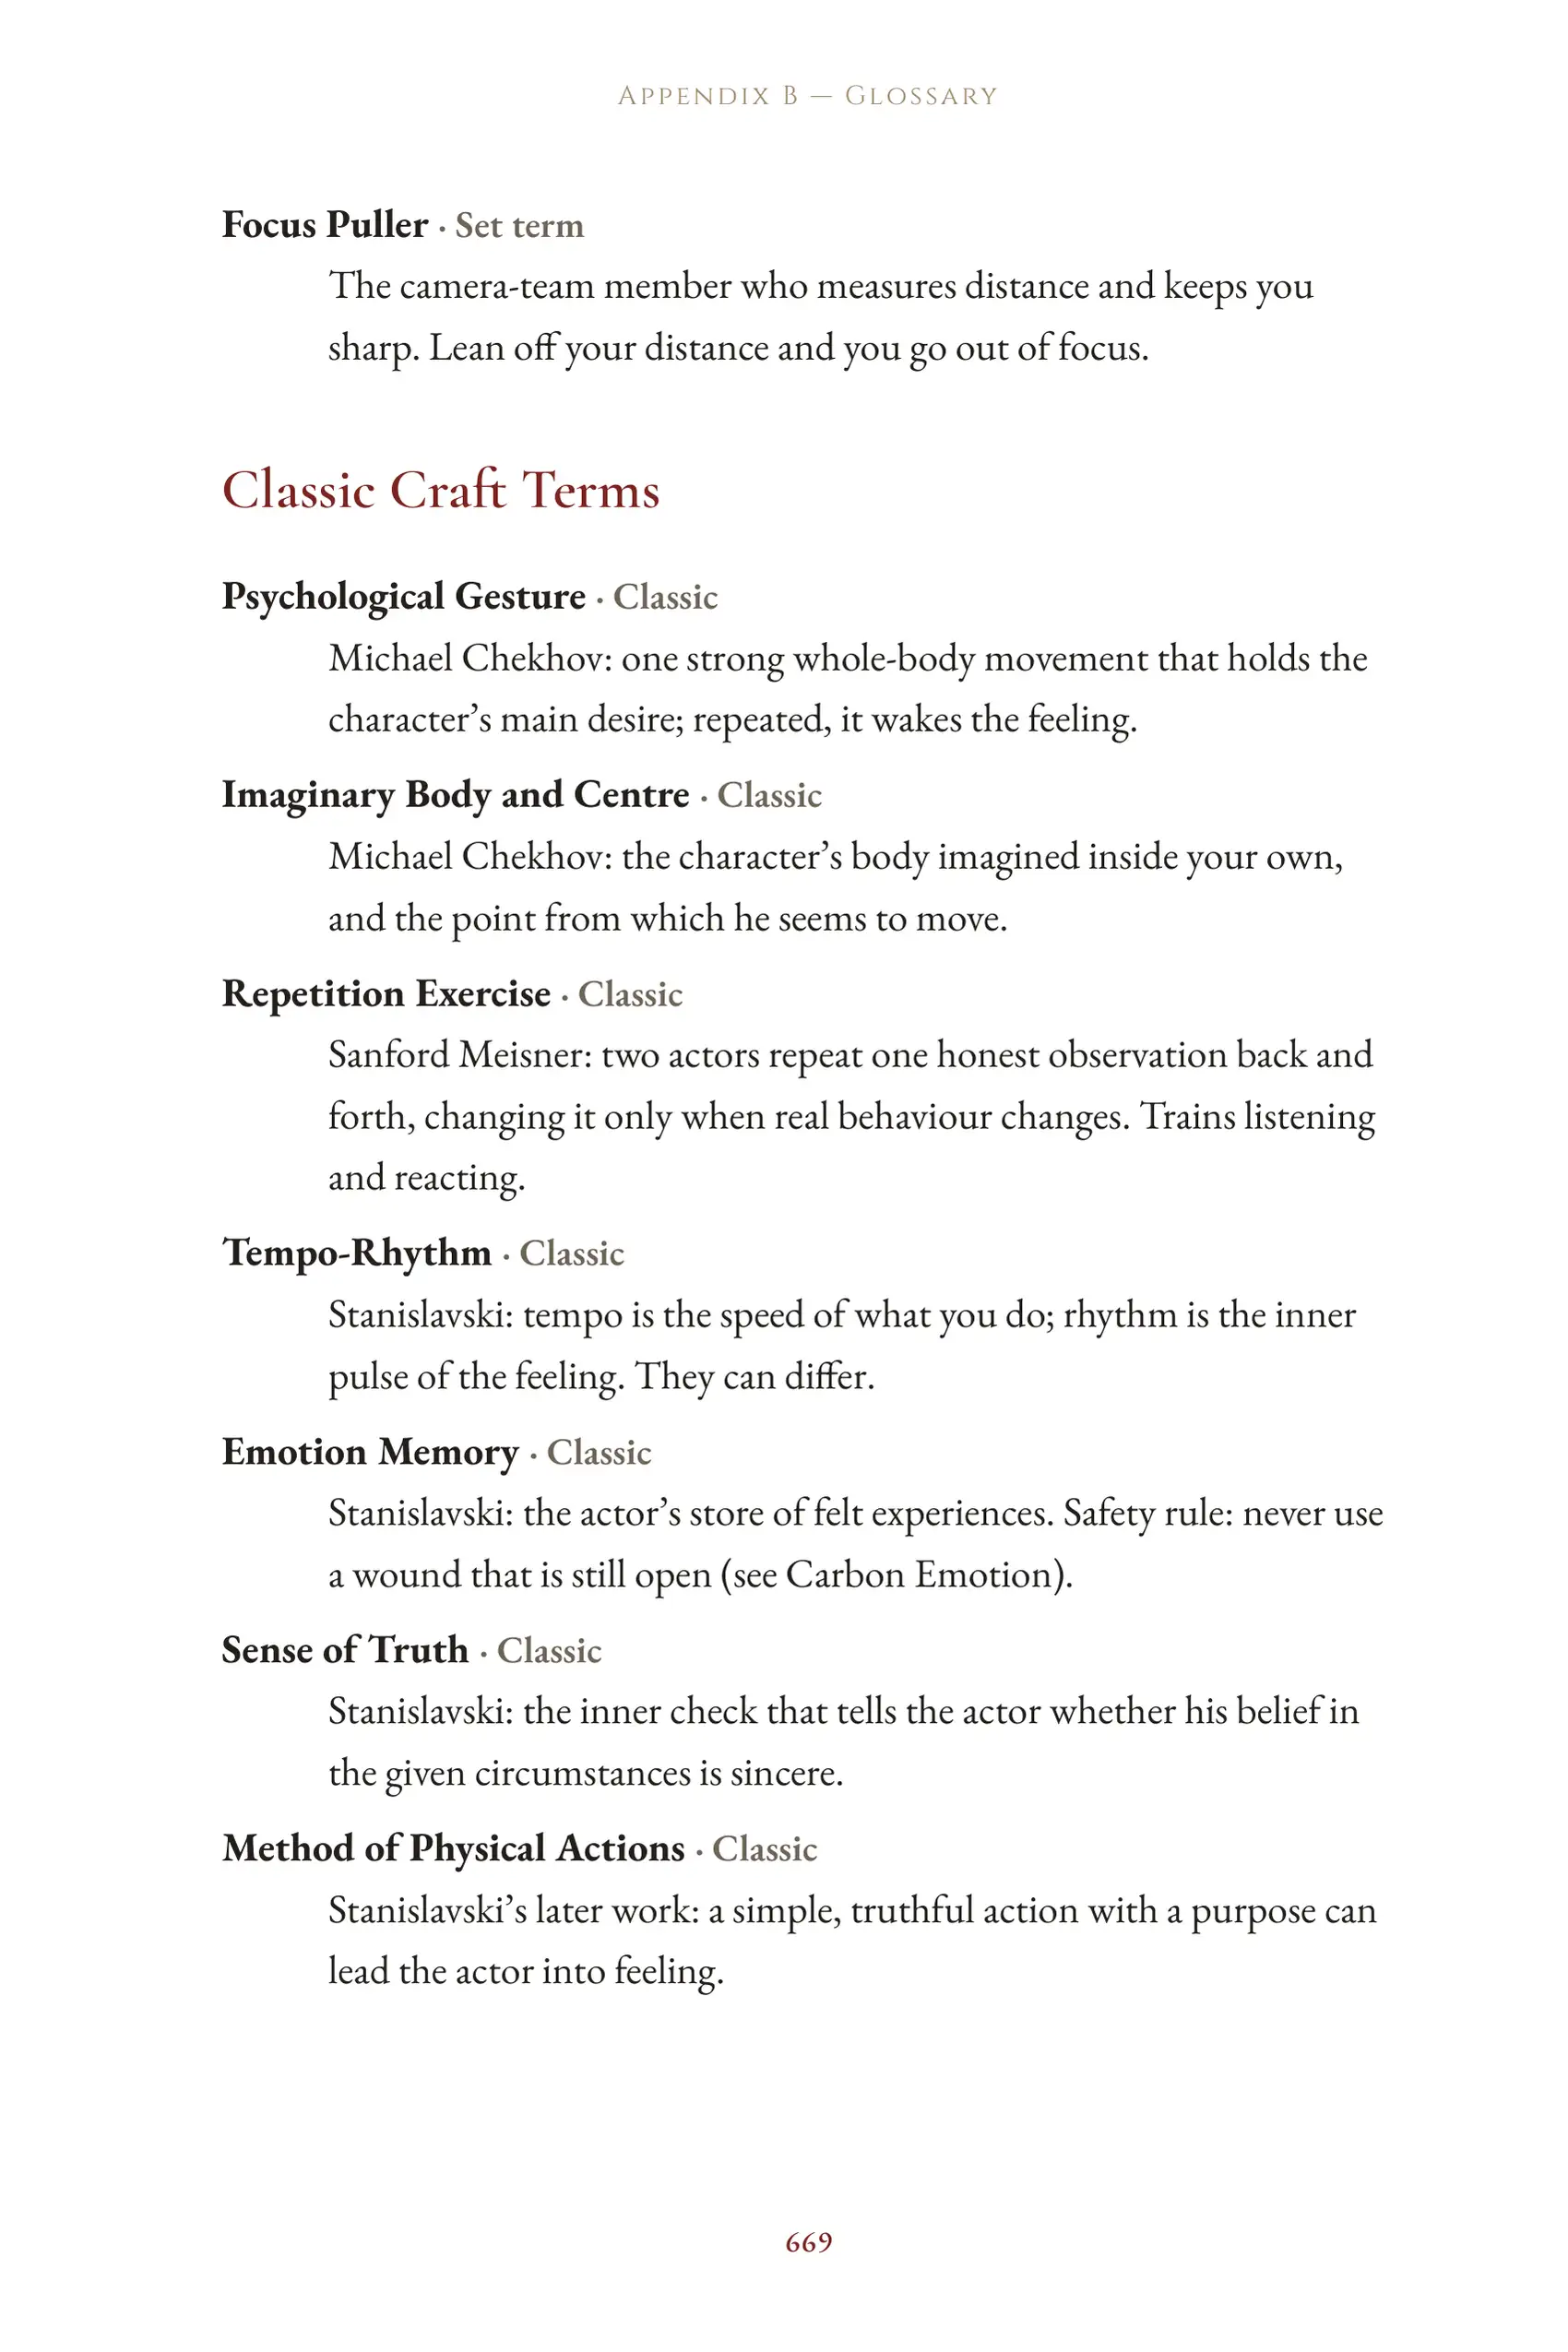 Appendix B — Glossary
Focus Puller · Set term
The camera-team member who measures distance and keeps you
sharp. Lean off your distance and you go out of focus.
Classic Craft Terms
Psychological Gesture · Classic
Michael Chekhov: one strong whole-body movement that holds the
character’s main desire; repeated, it wakes the feeling.
Imaginary Body and Centre · Classic
Michael Chekhov: the character’s body imagined inside your own,
and the point from which he seems to move.
Repetition Exercise · Classic
Sanford Meisner: two actors repeat one honest observation back and
forth, changing it only when real behaviour changes. Trains listening
and reacting.
Tempo-Rhythm · Classic
Stanislavski: tempo is the speed of what you do; rhythm is the inner
pulse of the feeling. They can differ.
Emotion Memory · Classic
Stanislavski: the actor’s store of felt experiences. Safety rule: never use
a wound that is still open (see Carbon Emotion).
Sense of Truth · Classic
Stanislavski: the inner check that tells the actor whether his belief in
the given circumstances is sincere.
Method of Physical Actions · Classic
Stanislavski’s later work: a simple, truthful action with a purpose can
lead the actor into feeling.
669